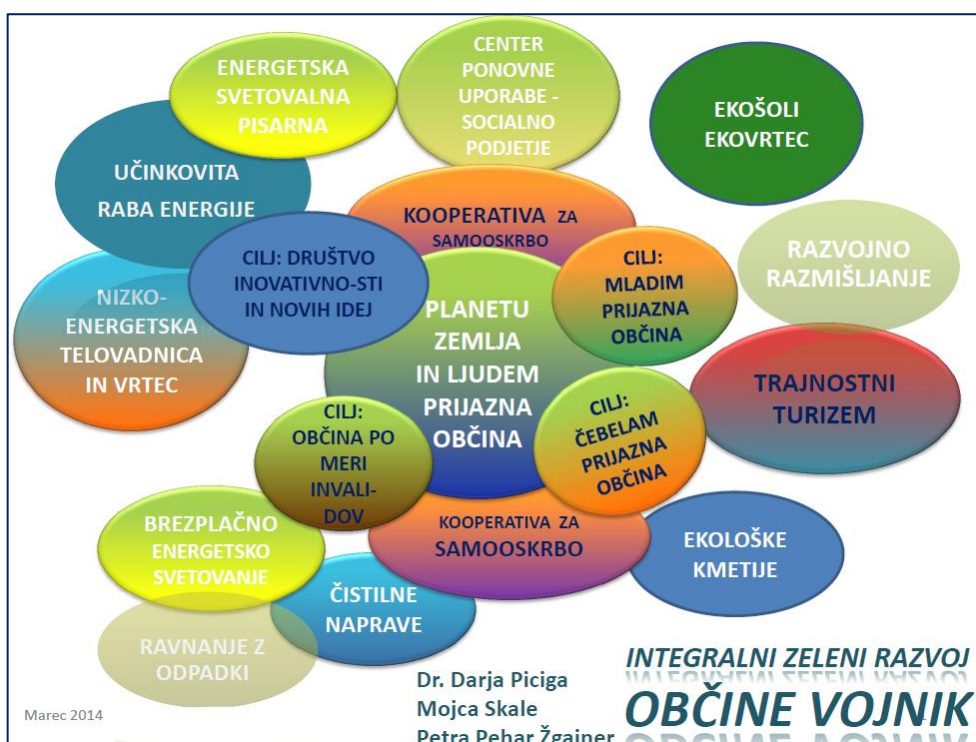 ENERGETSKA
SVETOVALNA
PISARNA
CENTER
PONOVNE
UPORABE -
SOCIALNO
PODJETJE
EKOŠOLI
EKOVRTEC
UČINKOVITA
RABA ENERGIJE
KOOPERATIVA ZA
SAMOOSKRBO
CILJ: DRUŠTVO
INOVATIVNO-STI
IN NOVIH IDEJ
CILJ:
MLADIM
PRIJAZNA
OBČINA
RAZVOJNO
RAZMIŠLJANJE
NIZKO-
ENERGETSKA
TELOVADNICA
IN VRTEC
PLANETU
ZEMLJA
IN LJUDEM
PRIJAZNA
OBČINA
TRAJNOSTNI
TURIZEM
CILJ:
OBČINA PO
MERI
INVALI-
DOV
CILJ:
ČEBELAM
PRIJAZNA
OBČINA
BREZPLAČNO
ENERGETSKO
SVETOVANJE
KOOPERATIVA ZA
SAMOOSKRBO
EKOLOŠKE
KMETIJE
ČISTILNE
NAPRAVE
RAVNANJE Z
ODPADKI
Marec 2014
Dr. Darja Piciga
Mojca Skale
Petra Pehar Žgajner
INTEGRALNI ZELENI RAZVOJ
OBČINE VOJNIK